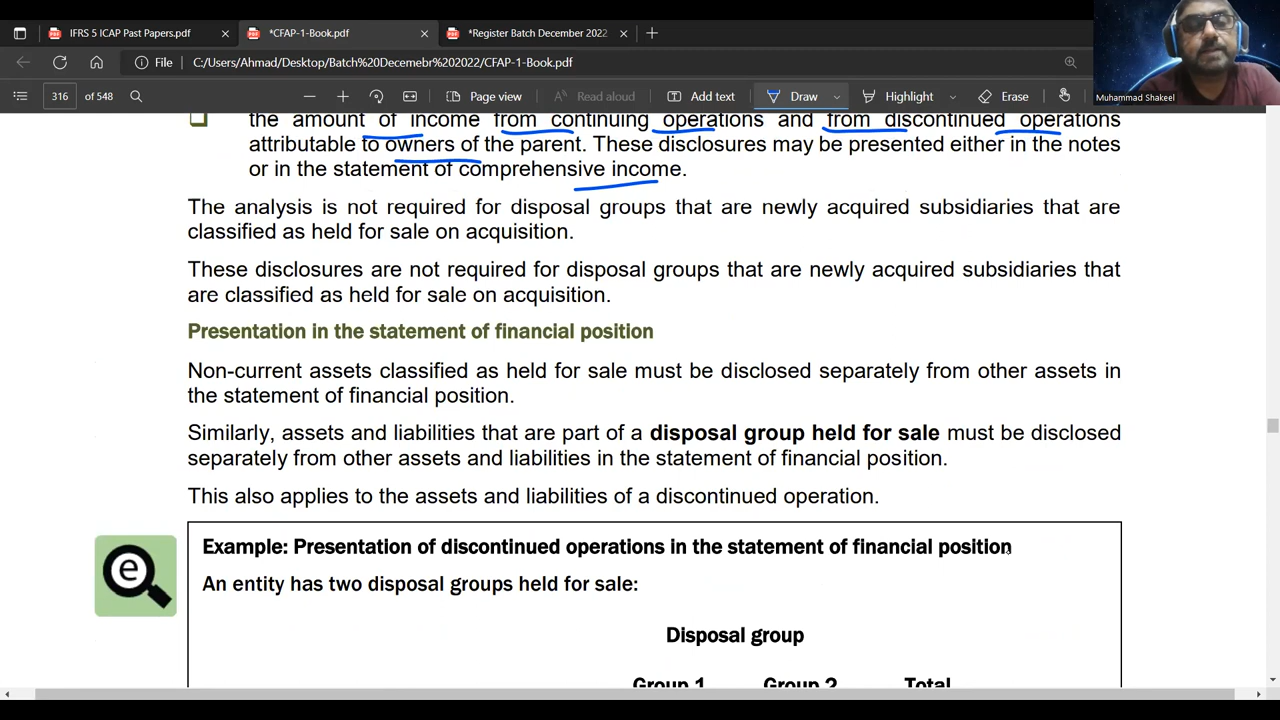 IFRS 5 ICAP Past Papers.pdf
*CFAP-1-Book.pdf
*Register Batch December 2022
File
C:/Users/Ahmad/Desktop/Batch%20Decemebr%202022/CFAP-1-Book.pdf
316 of 548
Page view
Read aloud
Add text
Draw
Highlight
Erase
Muhammad Shakeel
the amount of income from continuing operations and from discontinued operations
attributable to owners of the parent. These disclosures may be presented either in the notes
or in the statement of comprehensive income.
The analysis is not required for disposal groups that are newly acquired subsidiaries that are
classified as held for sale on acquisition.
These disclosures are not required for disposal groups that are newly acquired subsidiaries that
are classified as held for sale on acquisition.
Presentation in the statement of financial position
Non-current assets classified as held for sale must be disclosed separately from other assets in
the statement of financial position.
Similarly, assets and liabilities that are part of a disposal group held for sale must be disclosed
separately from other assets and liabilities in the statement of financial position.
This also applies to the assets and liabilities of a discontinued operation.
e
Example: Presentation of discontinued operations in the statement of financial position
An entity has two disposal groups held for sale:
Disposal group
Group 1 Group 2 Total